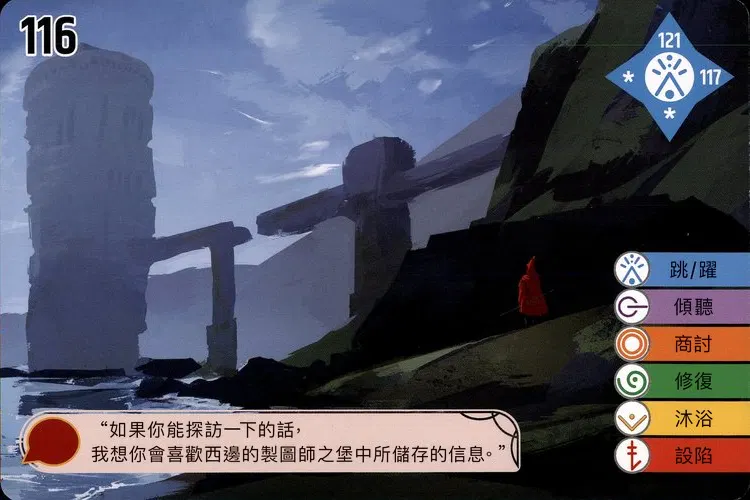 116
121
* 117
*
跳/躍
傾聽
商討
修復
沐浴
設陷
“如果你能探訪一下的話，
我想你會喜歡西邊的製圖師之堡中所儲存的信息。”